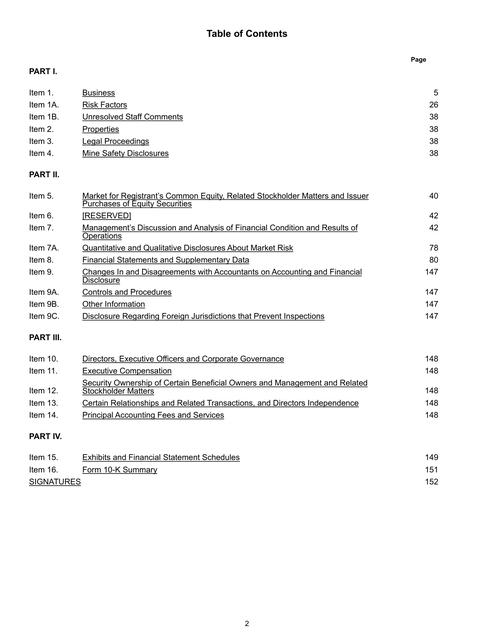 Table of Contents
Page
PART I.
Item 1. Business 5
Item 1A. Risk Factors 26
Item 1B. Unresolved Staff Comments 38
Item 2. Properties 38
Item 3. Legal Proceedings 38
Item 4. Mine Safety Disclosures 38
PART II.
Item 5. Market for Registrant's Common Equity, Related Stockholder Matters and Issuer 40
Purchases of Equity Securities
Item 6. [RESERVED] 42
Item 7. Management's Discussion and Analysis of Financial Condition and Results of 42
Operations
Item 7A. Quantitative and Qualitative Disclosures About Market Risk 78
Item 8. Financial Statements and Supplementary Data 80
Item 9. Changes In and Disagreements with Accountants on Accounting and Financial 147
Disclosure
Item 9A. Controls and Procedures 147
Item 9B. Other Information 147
Item 9C. Disclosure Regarding Foreign Jurisdictions that Prevent Inspections 147
PART III.
Item 10. Directors, Executive Officers and Corporate Governance 148
Item 11. Executive Compensation 148
Security Ownership of Certain Beneficial Owners and Management and Related
Item 12. Stockholder Matters 148
Item 13. Certain Relationships and Related Transactions, and Directors Independence 148
Item 14. Principal Accounting Fees and Services 148
PART IV.
Item 15. Exhibits and Financial Statement Schedules 149
Item 16. Form 10-K Summary 151
SIGNATURES 152
2